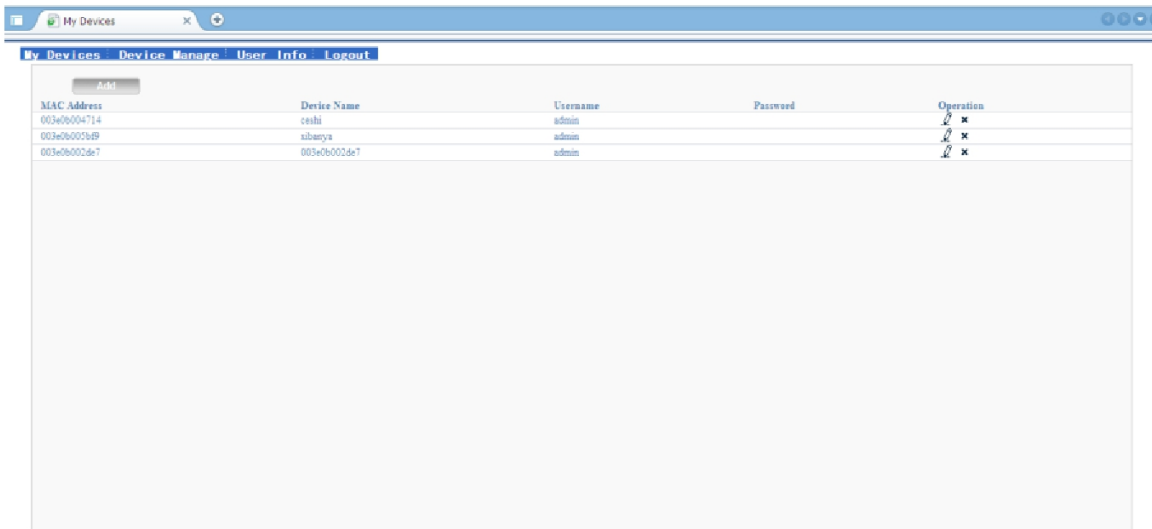 My Devices
My Devices Device Manage User Info Logout
Add
MAC Address Device Name Username Password Operation
003e0b004714 ceshi admin
003e0b005bf9 xibanya admin
003e0b002de7 003e0b002de7 admin